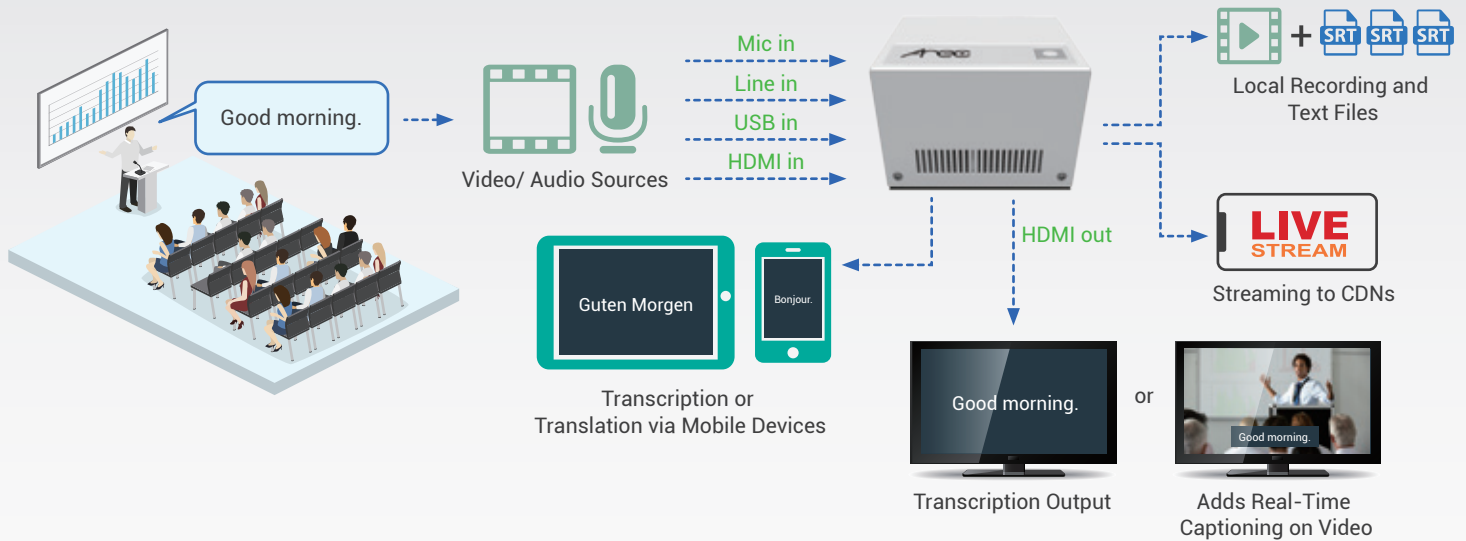 Good morning.
Video/ Audio Sources
Mic in
Line in
USB in
HDMI in
Arec
SRT SRT SRT
Local Recording and
Text Files
LIVE
STREAM
Streaming to CDNs
HDMI out
Guten Morgen
Bonjour.
Transcription or
Translation via Mobile Devices
Good morning.
Transcription Output
or
Good morning.
Adds Real-Time
Captioning on Video